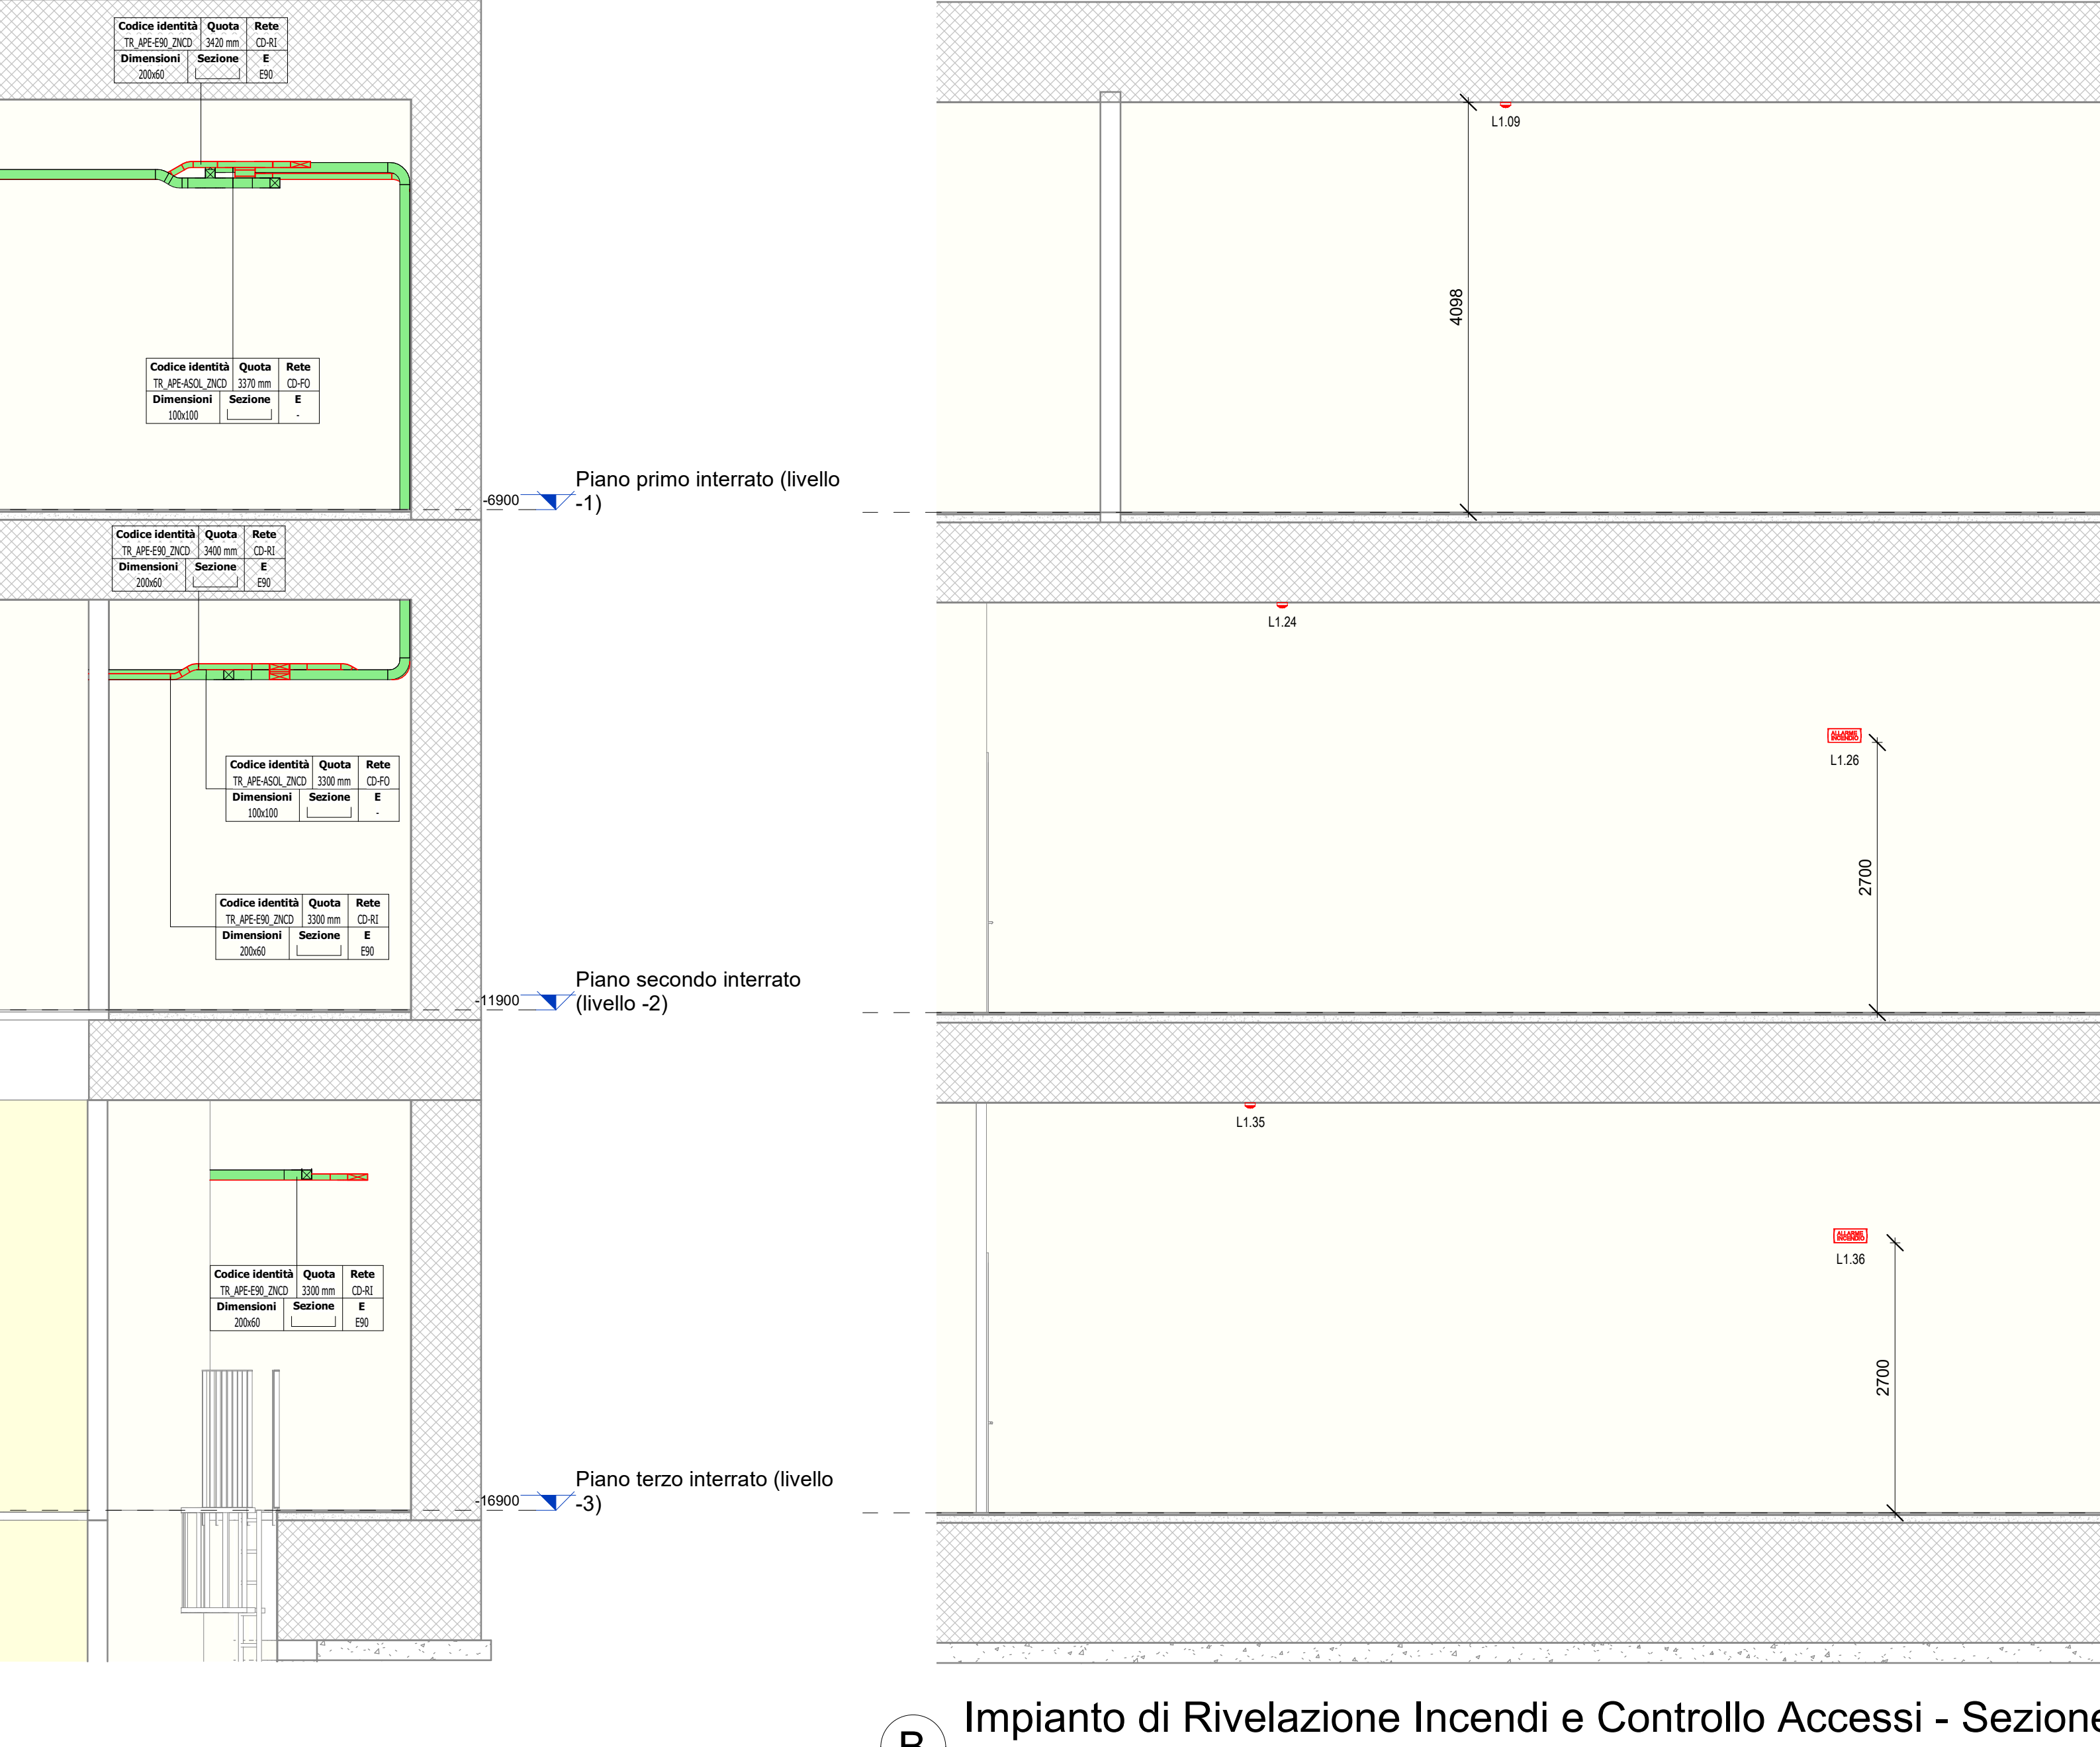 Codice identità Quota Rete
TR_APE-E90_ZNCD 3420 mm CD-RI
Dimensioni Sezione E
200x60 E90
Codice identità Quota Rete
TR_APE-ASOL_ZNCD 3370 mm CD-FO
Dimensioni Sezione E
100x100 -
-6900
Piano primo interrato (livello
-1)
Codice identità Quota Rete
TR_APE-E90_ZNCD 3400 mm CD-RI
Dimensioni Sezione E
200x60 E90
Codice identità Quota Rete
TR_APE-ASOL_ZNCD 3300 mm CD-FO
Dimensioni Sezione E
100x100 -
Codice identità Quota Rete
TR_APE-E90_ZNCD 3300 mm CD-RI
Dimensioni Sezione E
200x60 E90
-11900
Piano secondo interrato
(livello -2)
Codice identità Quota Rete
TR_APE-E90_ZNCD 3300 mm CD-RI
Dimensioni Sezione E
200x60 E90
-16900
Piano terzo interrato (livello
-3)
L1.09
4098
L1.24
ALLARME
INCENDIO
L1.26
2700
L1.35
ALLARME
INCENDIO
L1.36
2700
B
Impianto di Rivelazione Incendi e Controllo Accessi - Sezione